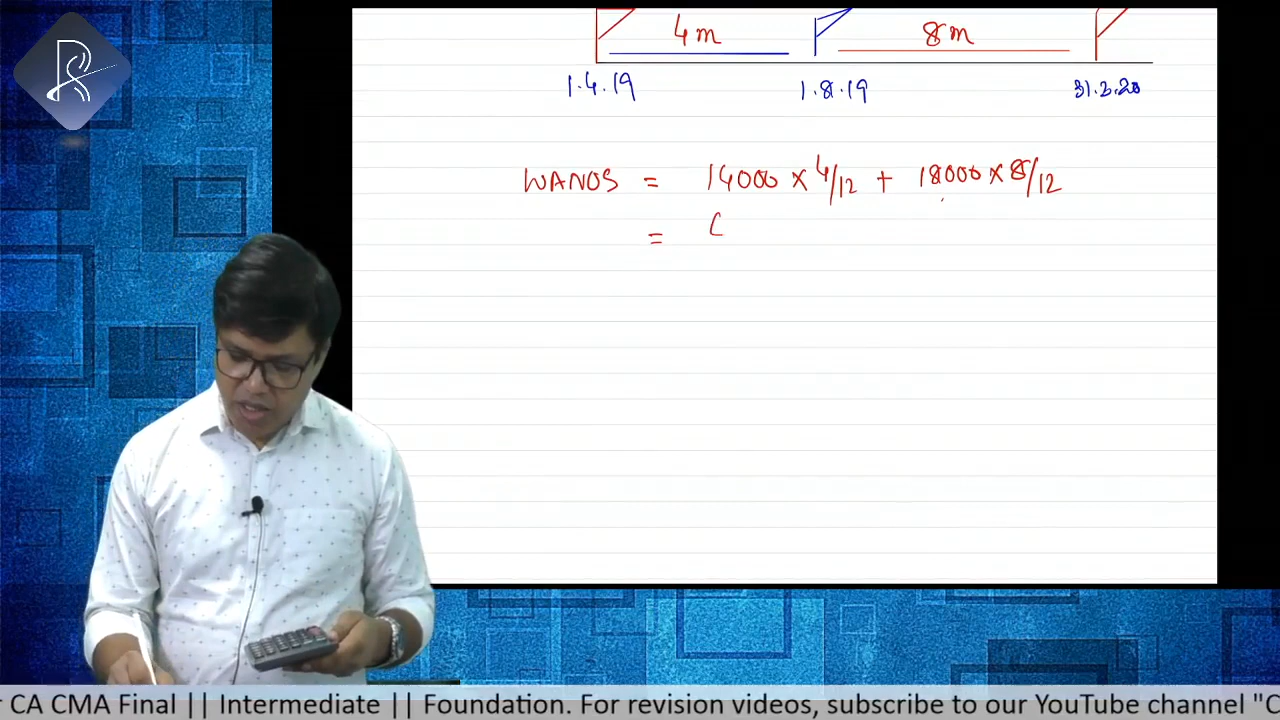 4m 8m
1.4.19 1.8.19 31.3.20
WANOS = 14000 × 4/12 + 18000 × 8/12
= (
r CA CMA Final || Intermediate || Foundation. For revision videos, subscribe to our YouTube channel "C